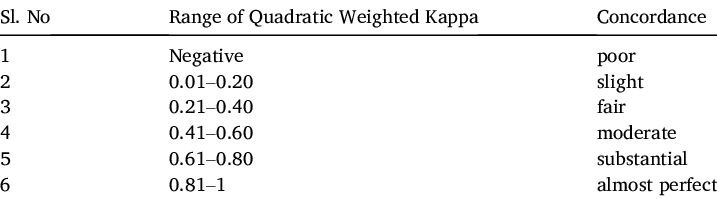 Sl. No Range of Quadratic Weighted Kappa Concordance
1 Negative poor
2 0.01–0.20 slight
3 0.21–0.40 fair
4 0.41–0.60 moderate
5 0.61–0.80 substantial
6 0.81–1 almost perfect